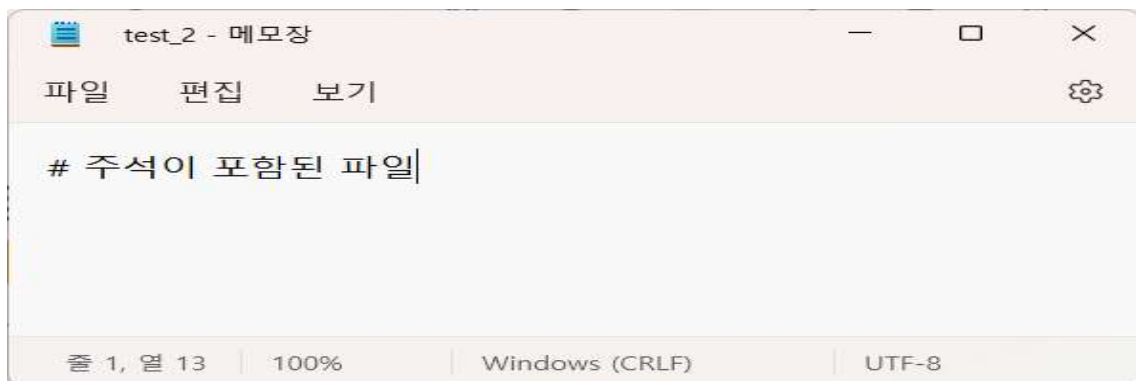 test_2 - 메모장
파일 편집 보기
# 주석이 포함된 파일
줄 1, 열 13 100% Windows (CRLF) UTF-8